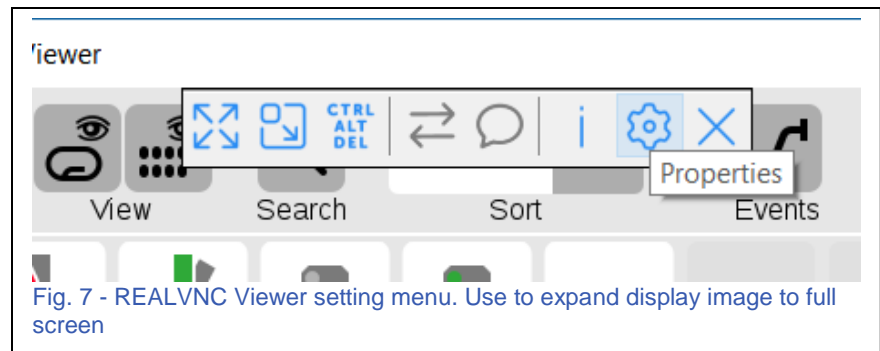 Viewer
CTRL
ALT
DEL
i
Properties
View Search Sort Events
Fig. 7 - REALVNC Viewer setting menu. Use to expand display image to full
screen